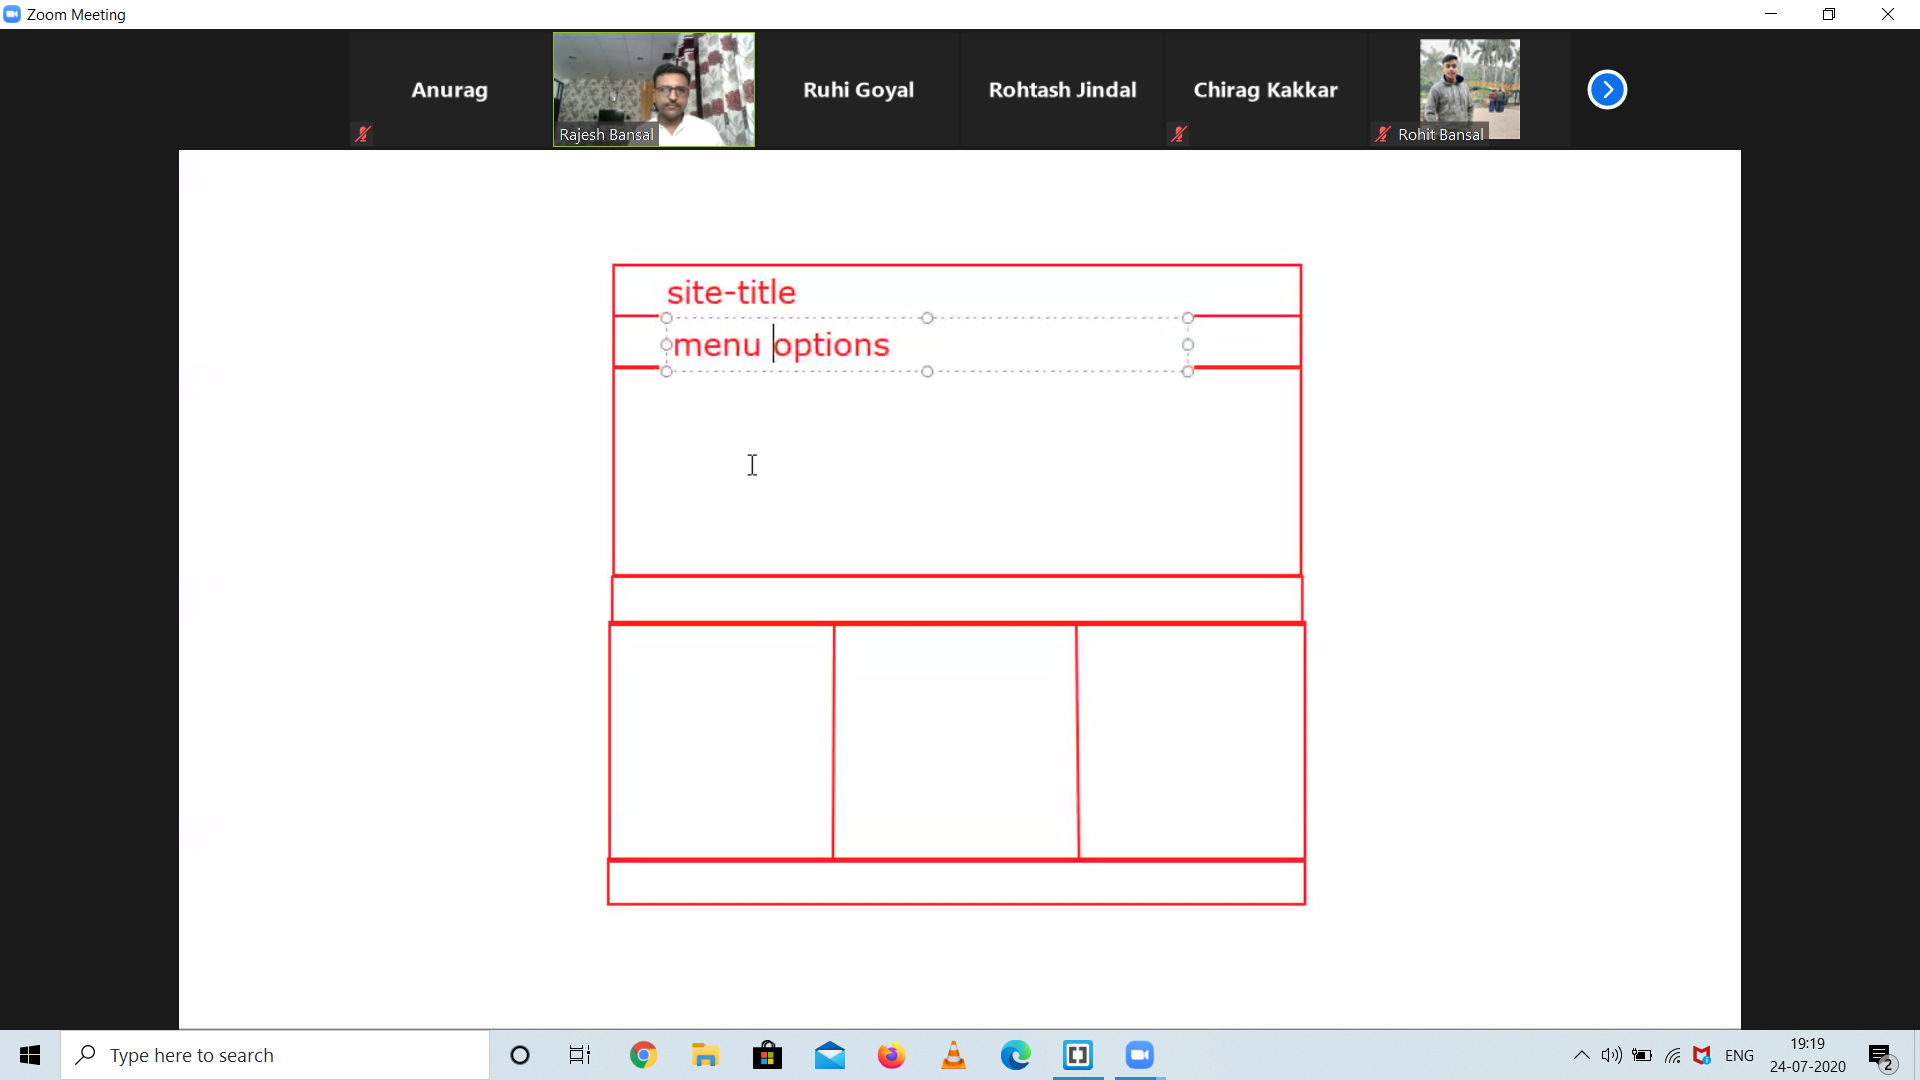 Zoom Meeting
Anurag
Rajesh Bansal
Ruhi Goyal
Rohtash Jindal
Chirag Kakkar
Rohit Bansal
site-title
menu options
Type here to search
ENG
19:19
24-07-2020
2